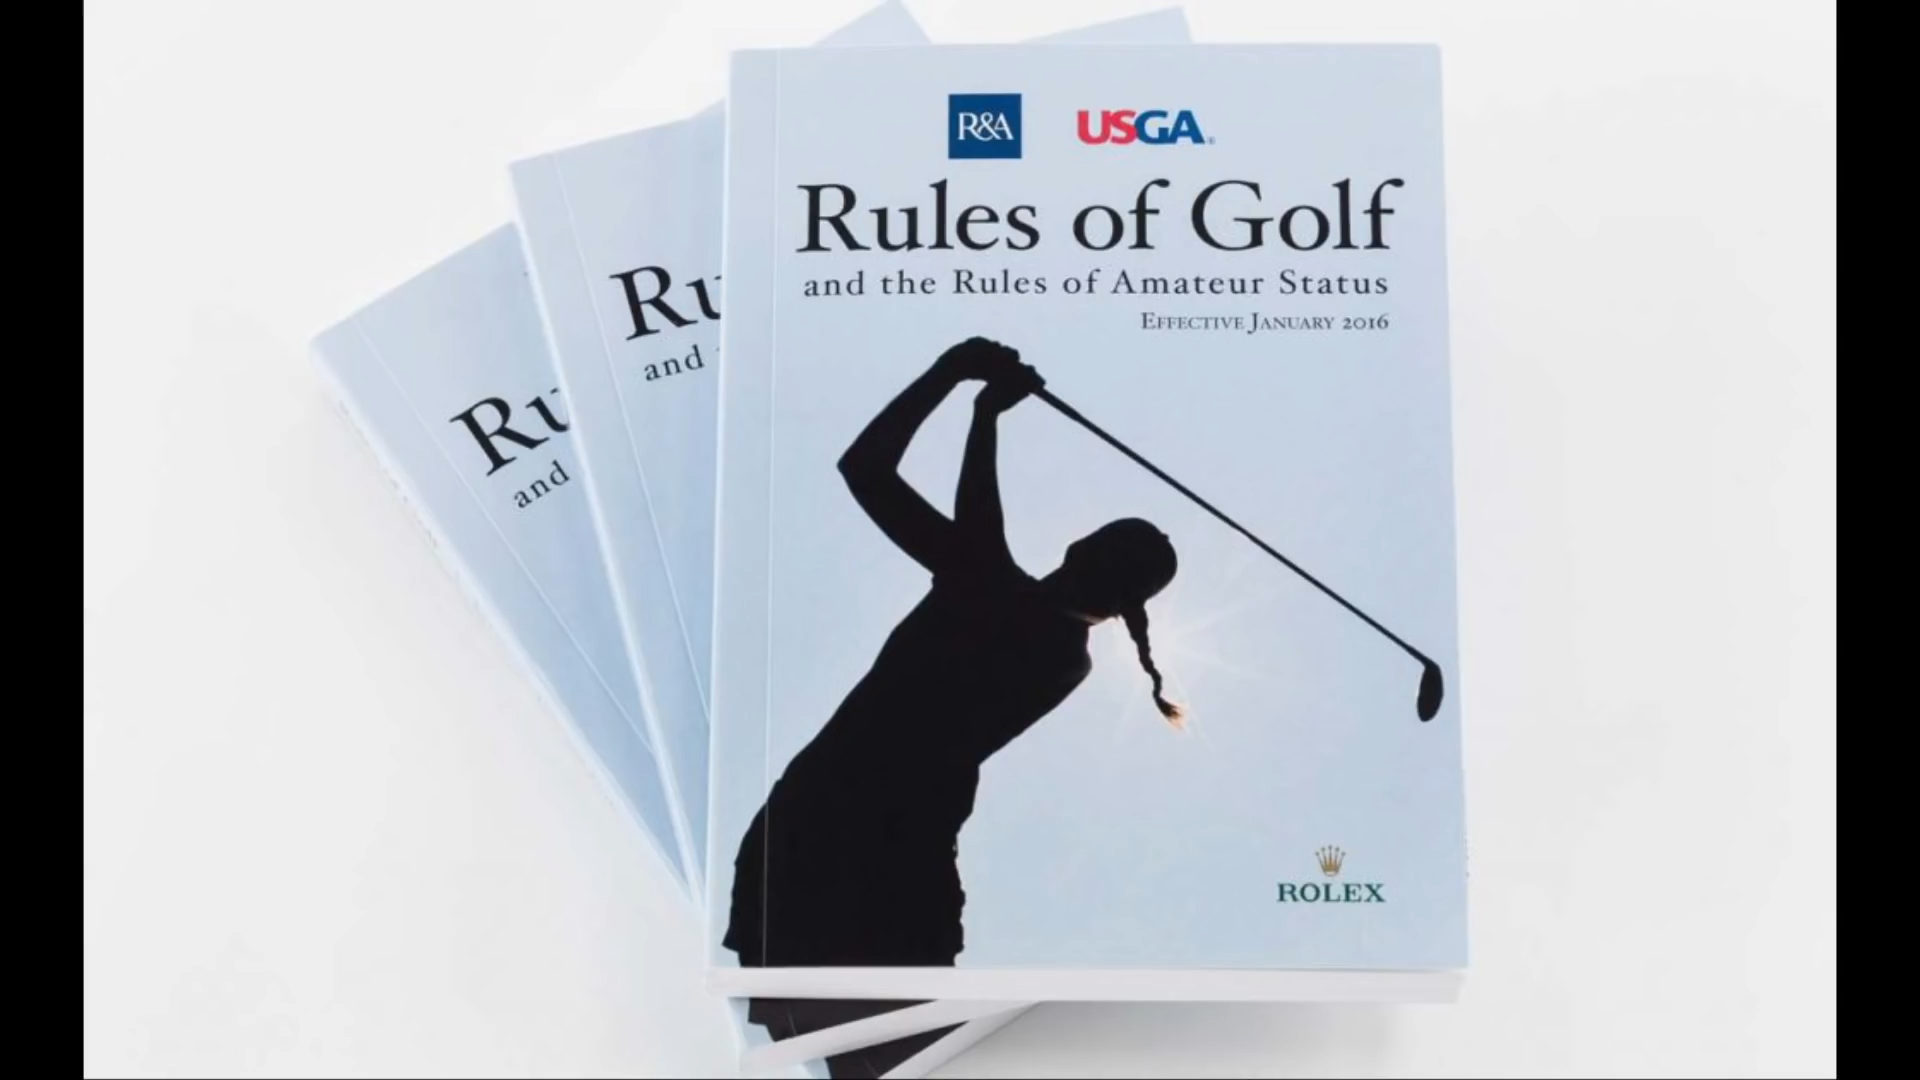 R&A
USGA
Rules of Golf
and the Rules of Amateur Status
EFFECTIVE JANUARY 2016
ROLEX
Ru
and
Ru
and